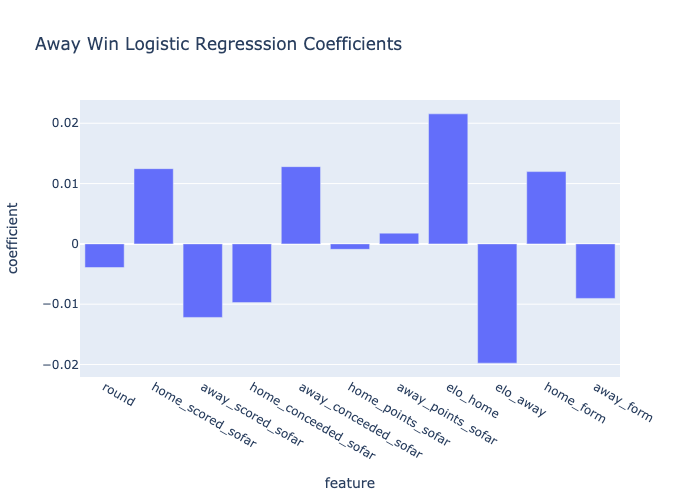 Away Win Logistic Regresssion Coefficients
coefficient
0.02
0.01
0
−0.01
−0.02
round
home_scored_sofar
away_scored_sofar
home_conceeded_sofar
away_conceeded_sofar
home_points_sofar
away_points_sofar
elo_home
elo_away
home_form
away_form
feature